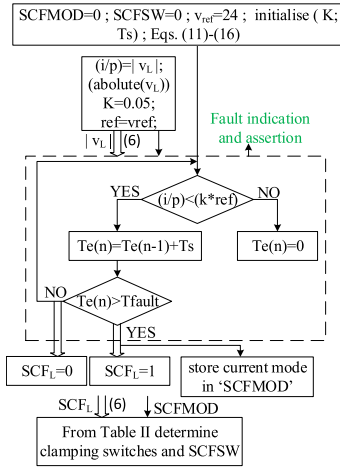 SCFMOD=0 ; SCFSW=0 ; vref=24 ; initialise ( K;
Ts) ; Eqs. (11)-(16)
(i/p)=| vL|;
(abolute(vL))
K=0.05;
ref=vref;
| vL|
(6)
Fault indication
and assertion
YES
(i/p)<(k*ref)
NO
Te(n)=Te(n-1)+Ts
Te(n)=0
NO
Te(n)>Tfault
YES
SCFL=0
SCFL=1
store current mode
in ‘SCFMOD’
SCFL
(6)
SCFMOD
From Table II determine
clamping switches and SCFSW